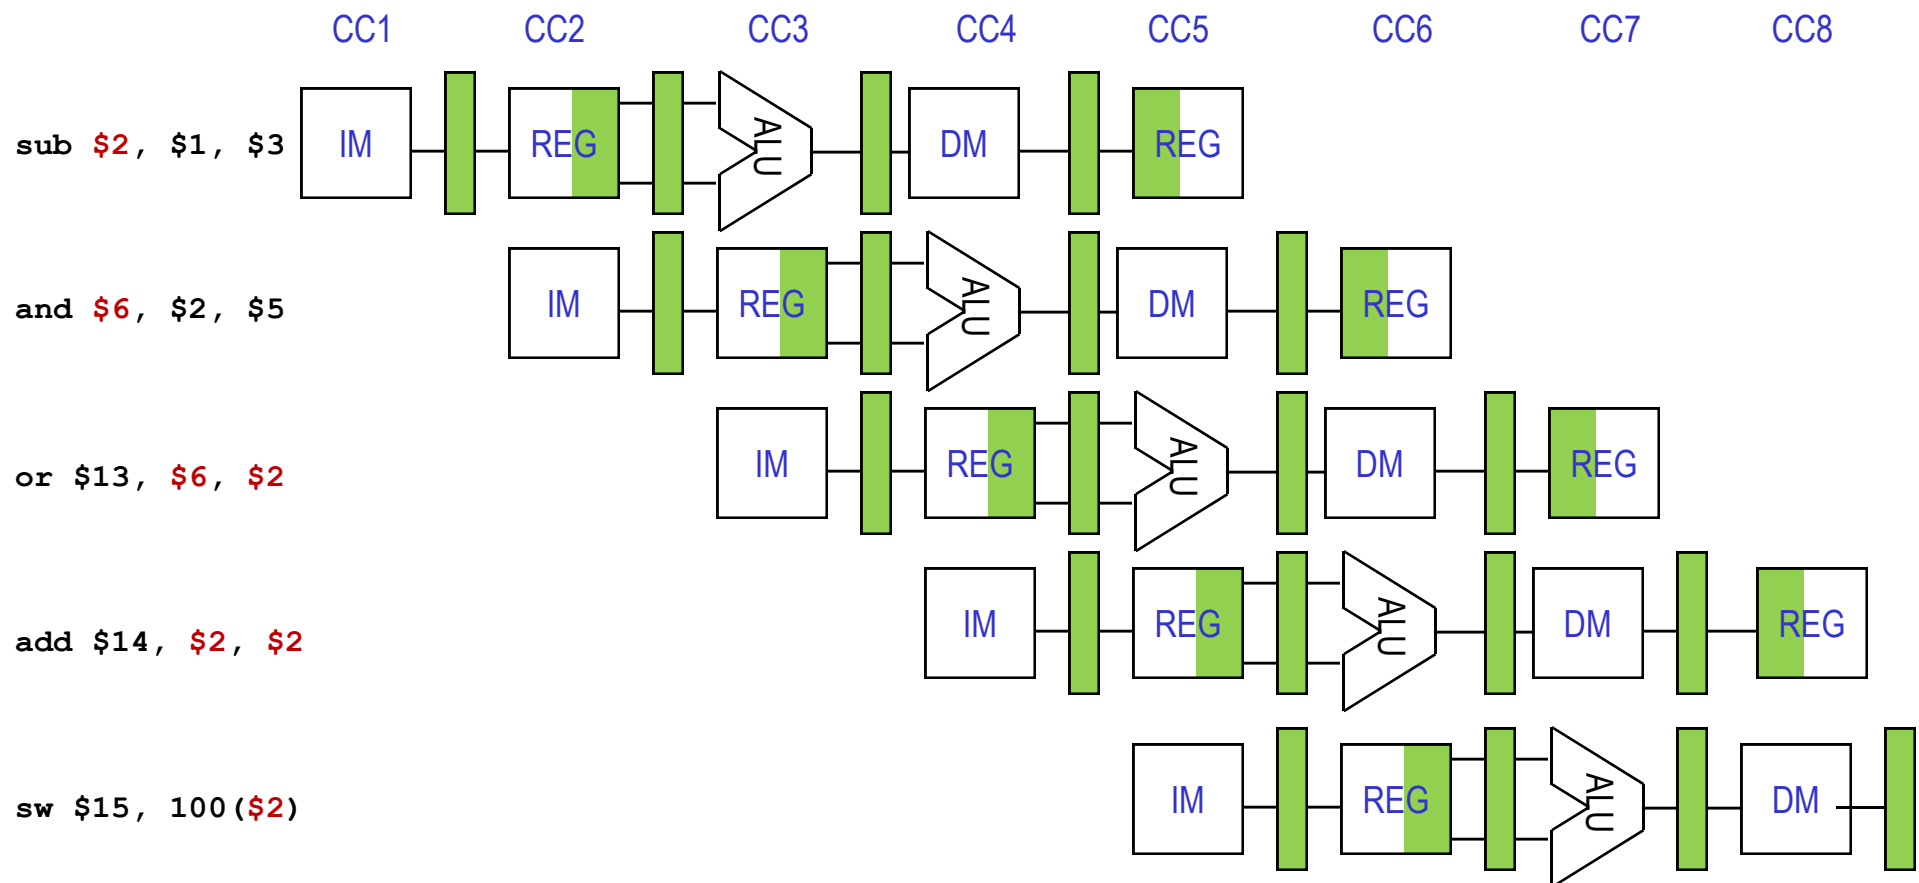 CC1 CC2 CC3 CC4 CC5 CC6 CC7 CC8
sub $2, $1, $3 IM REG ALU DM REG
and $6, $2, $5 IM REG ALU DM REG
or $13, $6, $2 IM REG ALU DM REG
add $14, $2, $2 IM REG ALU DM REG
sw $15, 100($2) IM REG ALU DM